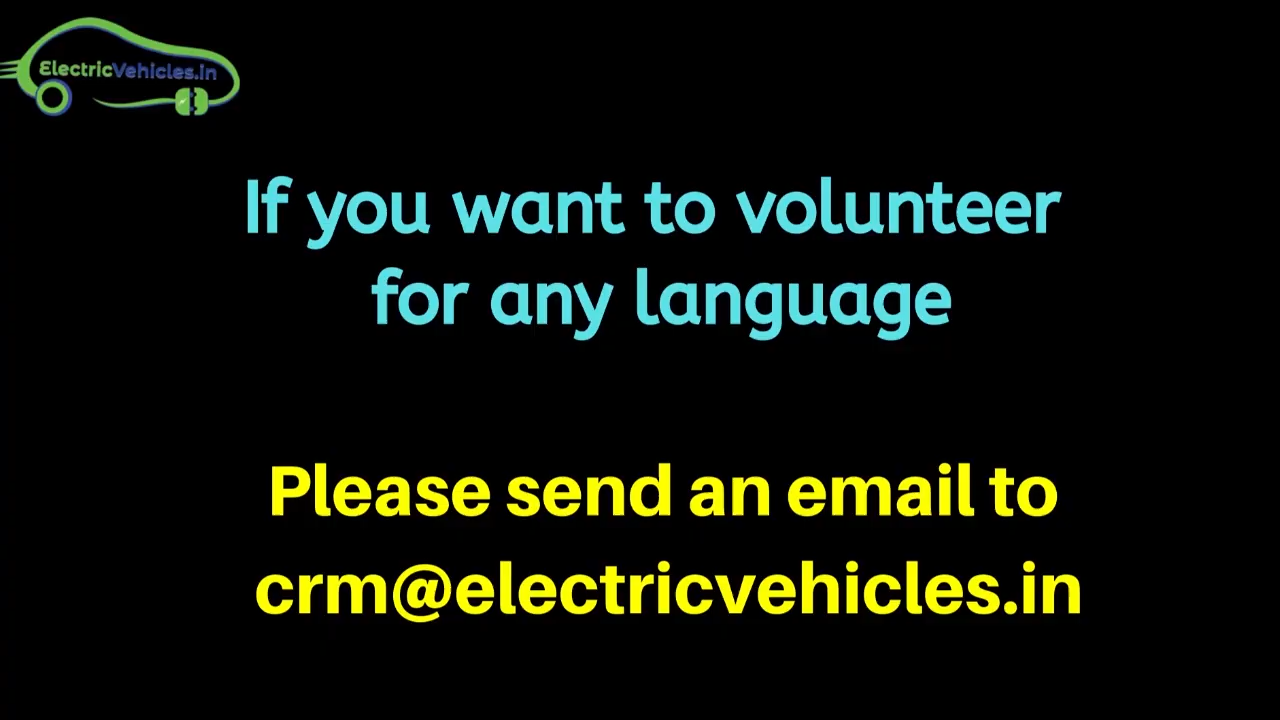 ElectricVehicles.in
If you want to volunteer
for any language
Please send an email to
crm@electricvehicles.in